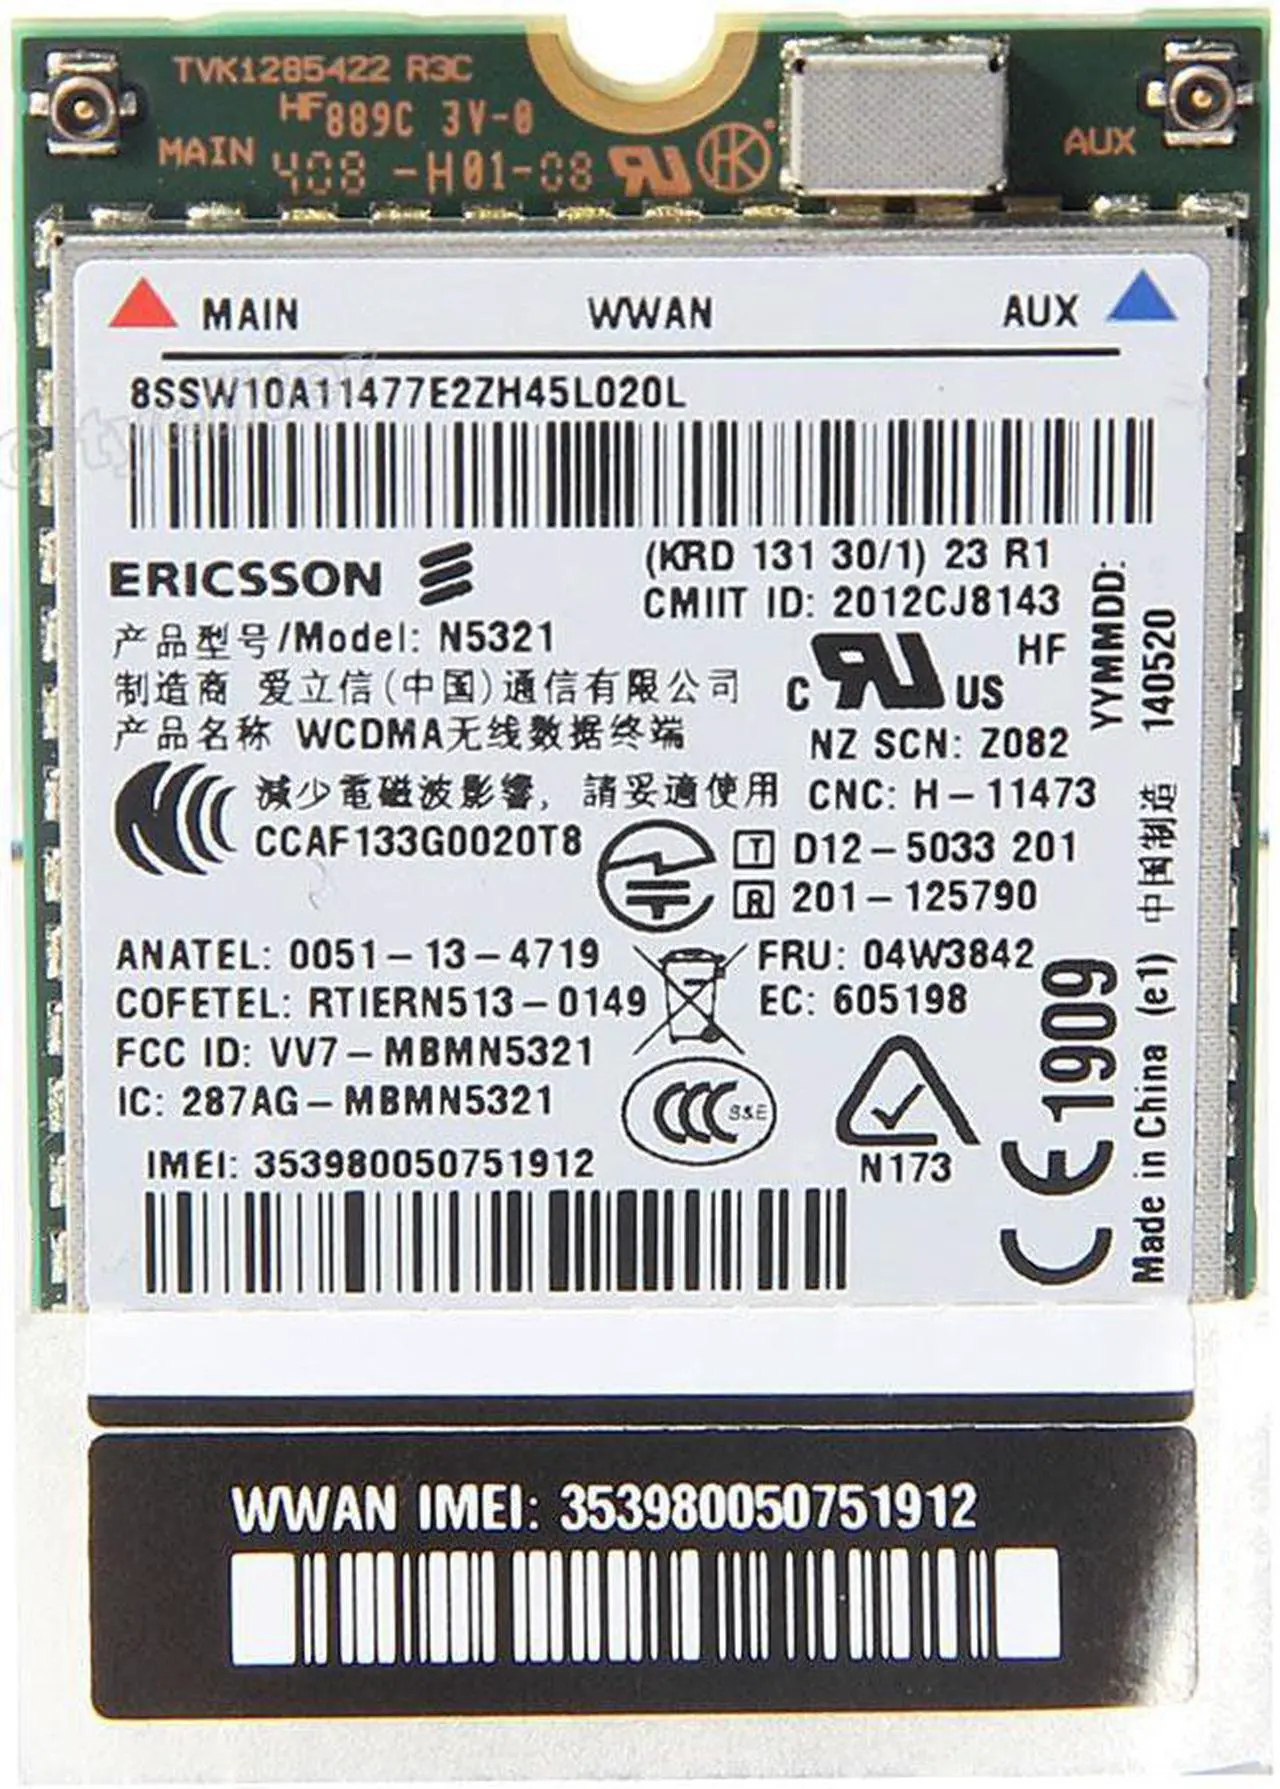 TVK1285422 R3C
HF 889C 3V-0
MAIN
408 -H01-08
AUX
MAIN WWAN AUX
8SSW10A11477E2ZH45L020L
ERICSSON
(KRD 131 30/1) 23 R1
CMIIT ID: 2012CJ8143
产品型号/Model: N5321
HF
制造商 爱立信(中国)通信有限公司
C US
产品名称 WCDMA无线数据终端
NZ SCN: Z082
減少電磁波影響, 請妥適使用
CNC: H-11473
CCAF133G0020T8
T D12-5033 201
R 201-125790
ANATEL: 0051-13-4719
FRU: 04W3842
COFETEL: RTIERN513-0149
EC: 605198
FCC ID: VV7-MBMN5321
IC: 287AG-MBMN5321
S&E
N173
IMEI: 353980050751912
YYMMDD:
140520
CE1909
Made in China (e1) 中国制造
WWAN IMEI: 353980050751912